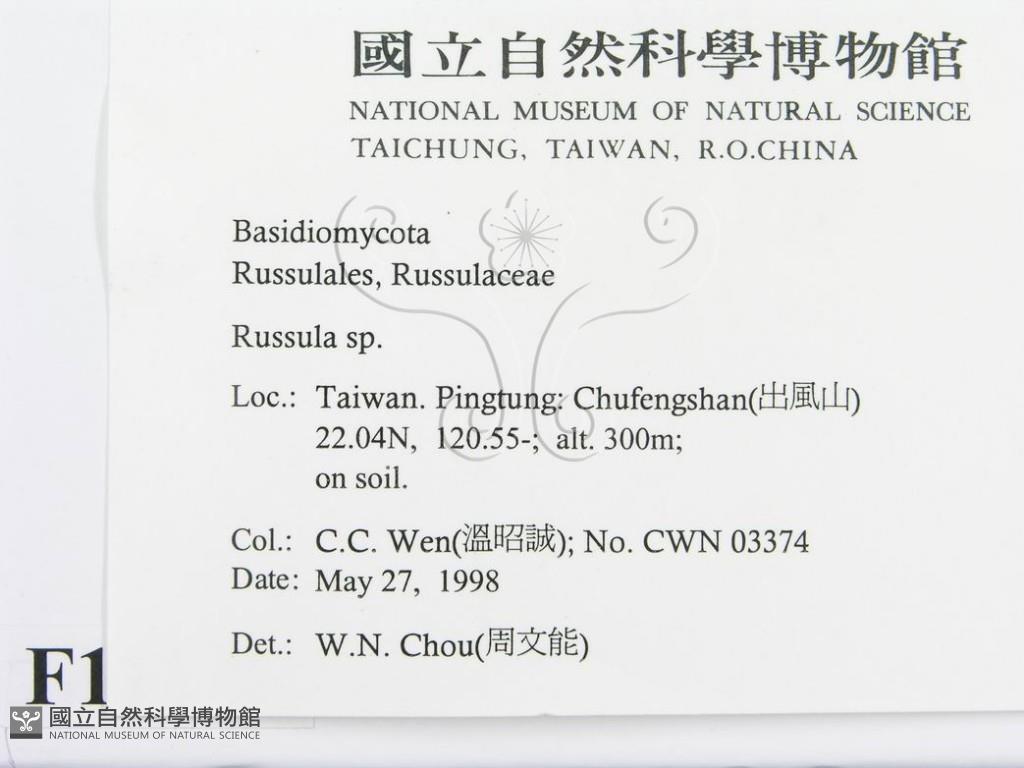 國立自然科學博物館
NATIONAL MUSEUM OF NATURAL SCIENCE
TAICHUNG, TAIWAN, R.O.CHINA
Basidiomycota
Russulales, Russulaceae
Russula sp.
Loc.: Taiwan. Pingtung: Chufengshan(出風山)
22.04N, 120.55-; alt. 300m;
on soil.
Col.: C.C. Wen(溫昭誠); No. CWN 03374
Date: May 27, 1998
Det.: W.N. Chou(周文能)
F1
國立自然科學博物館
NATIONAL MUSEUM OF NATURAL SCIENCE